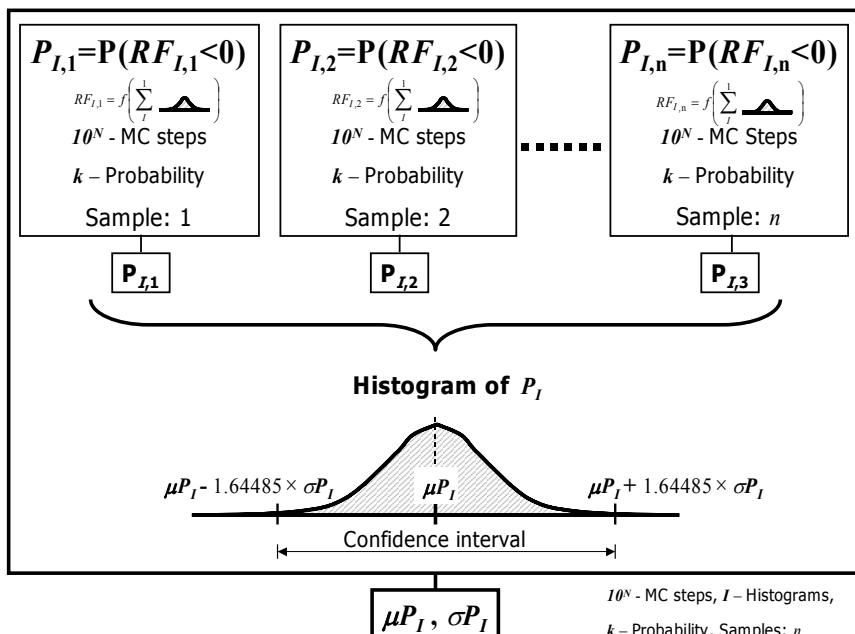 P_I,1=P(RF_I,1<0)
RF_I,1 = f(∑ 1 I)
10^N - MC steps
k – Probability
Sample: 1
P_I,1
P_I,2=P(RF_I,2<0)
RF_I,2 = f(∑ 1 I)
10^N - MC steps
k – Probability
Sample: 2
P_I,2
P_I,n=P(RF_I,n<0)
RF_I,n = f(∑ 1 I)
10^N - MC Steps
k – Probability
Sample: n
P_I,3
Histogram of P_I
μP_I - 1.64485 × σP_I
μP_I
μP_I + 1.64485 × σP_I
Confidence interval
μP_I , σP_I
10^N - MC steps, I – Histograms,
k – Probability, Samples: n